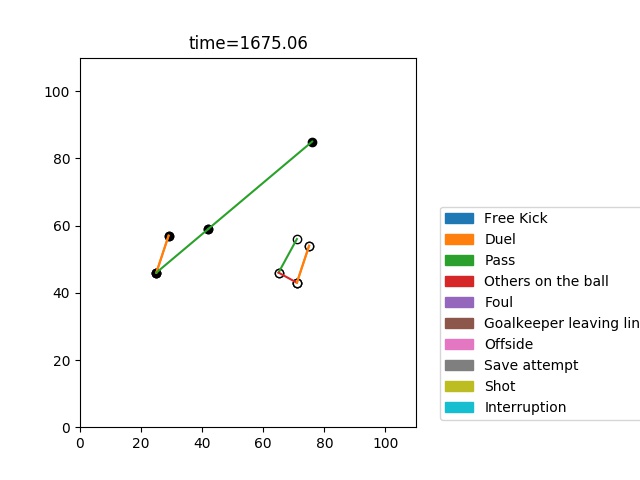 time=1675.06
100
80
60
40
20
0
0 20 40 60 80 100
Free Kick
Duel
Pass
Others on the ball
Foul
Goalkeeper leaving lin
Offside
Save attempt
Shot
Interruption